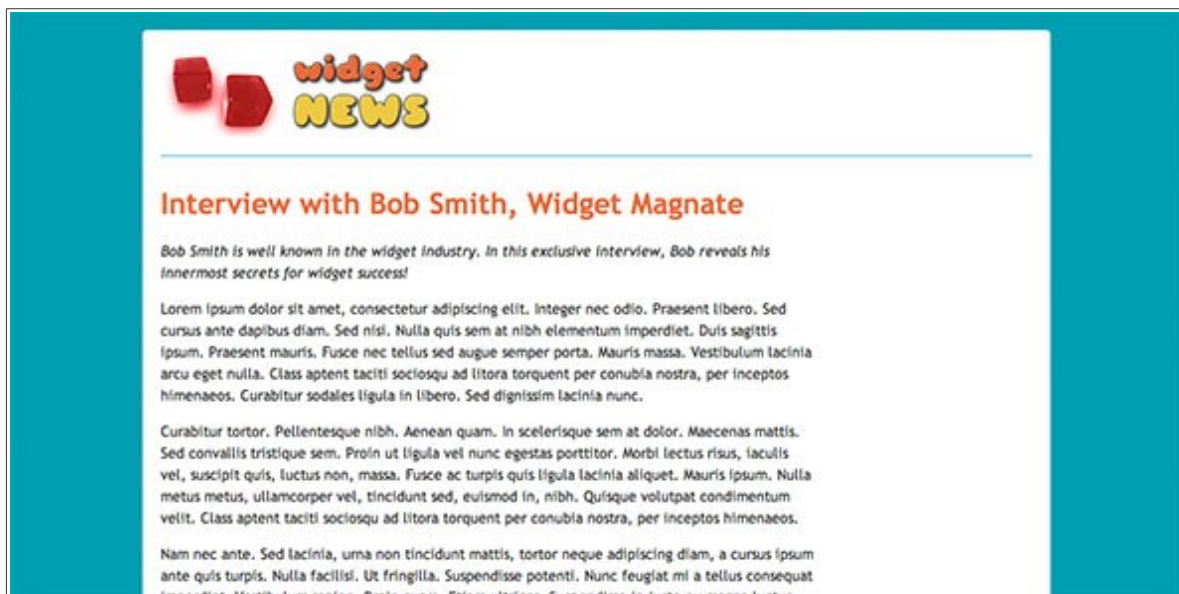 widget
NEWS
Interview with Bob Smith, Widget Magnate
Bob Smith is well known in the widget industry. In this exclusive interview, Bob reveals his
innermost secrets for widget success!
Lorem ipsum dolor sit amet, consectetur adipiscing elit. Integer nec odio. Praesent libero. Sed
cursus ante dapibus diam. Sed nisi. Nulla quis sem at nibh elementum imperdiet. Duis sagittis
ipsum. Praesent mauris. Fusce nec tellus sed augue semper porta. Mauris massa. Vestibulum lacinia
arcu eget nulla. Class aptent taciti sociosqu ad litora torquent per conubia nostra, per inceptos
himenaeos. Curabitur sodales ligula in libero. Sed dignissim lacinia nunc.
Curabitur tortor. Pellentesque nibh. Aenean quam. In scelerisque sem at dolor. Maecenas mattis.
Sed convallis tristique sem. Proin ut ligula vel nunc egestas porttitor. Morbi lectus risus, iaculis
vel, suscipit quis, luctus non, massa. Fusce ac turpis quis ligula lacinia aliquet. Mauris ipsum. Nulla
metus metus, ullamcorper vel, tincidunt sed, euismod in, nibh. Quisque volutpat condimentum
velit. Class aptent taciti sociosqu ad litora torquent per conubia nostra, per inceptos himenaeos.
Nam nec ante. Sed lacinia, urna non tincidunt mattis, tortor neque adipiscing diam, a cursus ipsum
ante quis turpis. Nulla facilisi. Ut fringilla. Suspendisse potenti. Nunc feugiat mi a tellus consequat